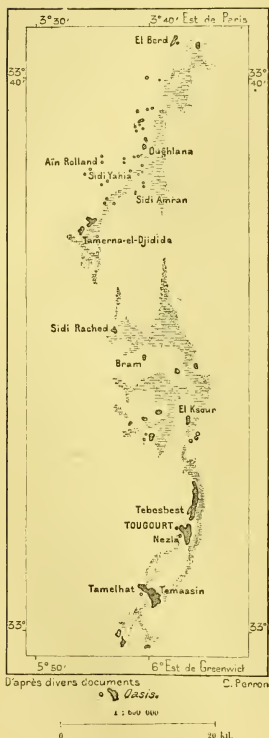 3°30' 3°40' Est de Paris
El Berd
33°
40'
33°
40'
Oughlana
Aïn Rolland
Sidi Yahia
Sidi Amran
Tamerna-el-Djidida
Sidi Rached
Bram
El Ksour
Tebesbest
TOUGOURT
Nezla
Tamelhat
Temassin
33°
33°
5°50' 6° Est de Greenwich
D'après divers documents
C. Perron
Oasis.
1 : 600 000
0 20 kil.